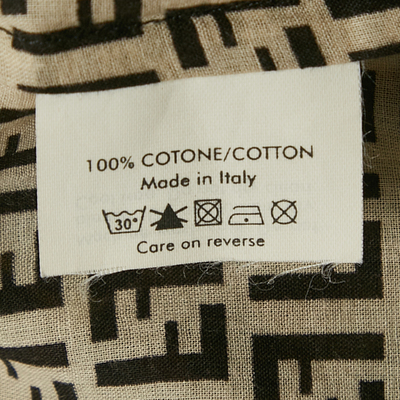 100% COTONE/COTTON
Made in Italy
30°
Care on reverse